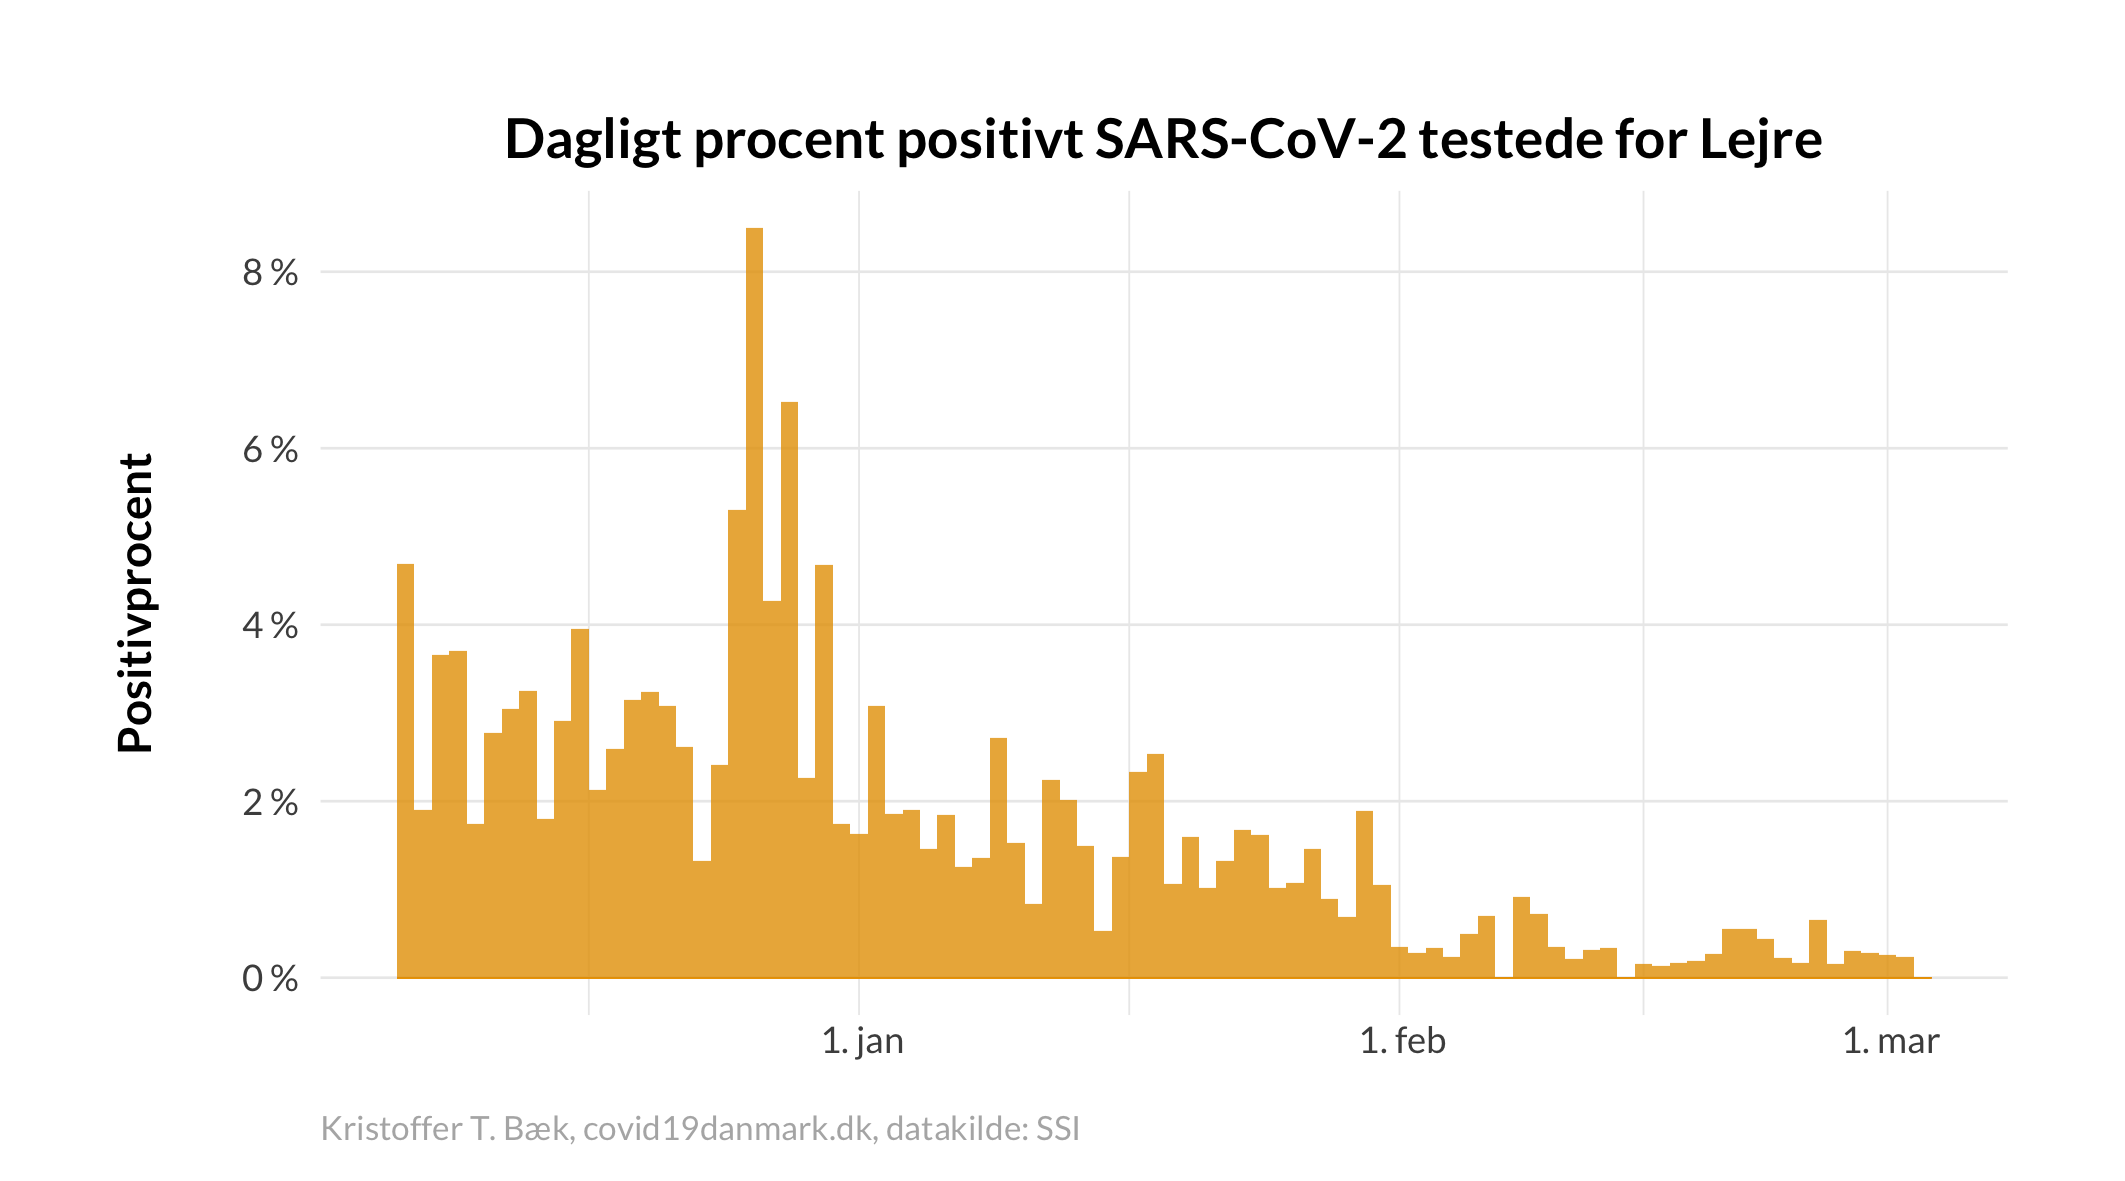 Dagligt procent positivt SARS-CoV-2 testede for Lejre
Positivprocent
8 %
6 %
4 %
2 %
0 %
1. jan
1. feb
1. mar
Kristoffer T. Bæk, covid19danmark.dk, datakilde: SSI